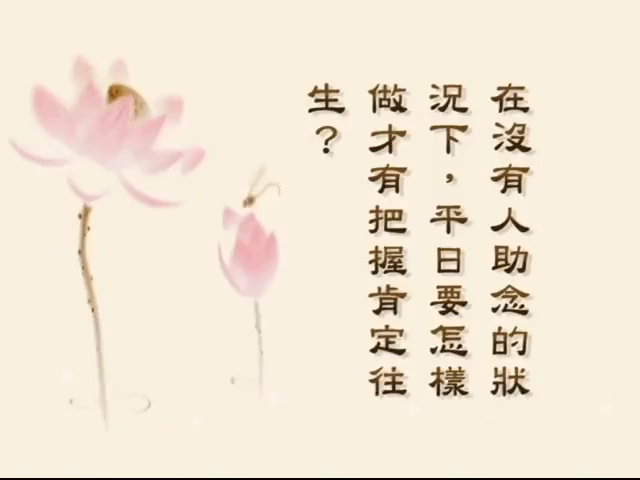 在沒有人助念的狀
況下，平日要怎樣
做才有把握肯定往
生？